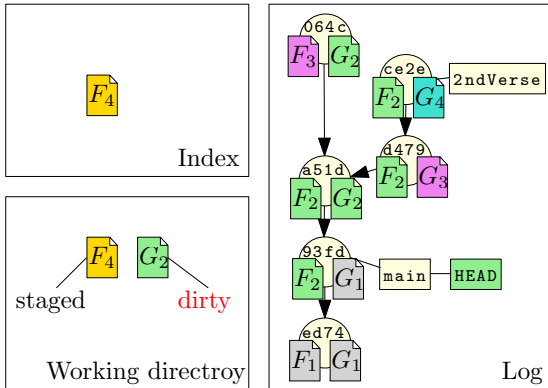 F4
Index
F4 G2
staged dirty
Working directroy
064c
F3 G2
ce2e
2ndVerse
F2 G4
d479
F2 G3
a51d
F2 G2
93fd
F2 G1
main HEAD
ed74
F1 G1
Log